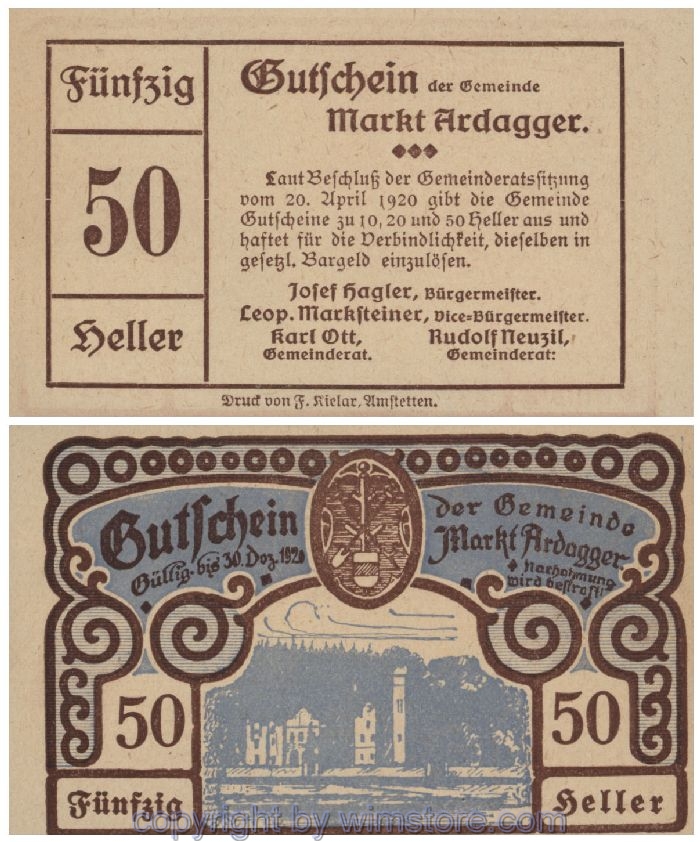 Fünfzig
50
Heller
Gutschein der Gemeinde
Markt Ardagger.
Laut Beschluß der Gemeinderatssitzung
vom 20. April 1920 gibt die Gemeinde
Gutscheine zu 10, 20 und 50 Heller aus und
haftet für die Verbindlichkeit, dieselben in
gesetzl. Bargeld einzulösen.
Josef Hagler, Bürgermeister.
Leop. Marksteiner, Vice=Bürgermeister.
Karl Ott, Rudolf Neuzil,
Gemeinderat. Gemeinderat:
Druck von F. Kielar, Amstetten.
Gutschein
Gültig bis 30. Dez. 1920
der Gemeinde
Markt Ardagger.
Nachahmung
wird bestraft!
50 50
Fünfzig Heller
copyright by wimstore.com